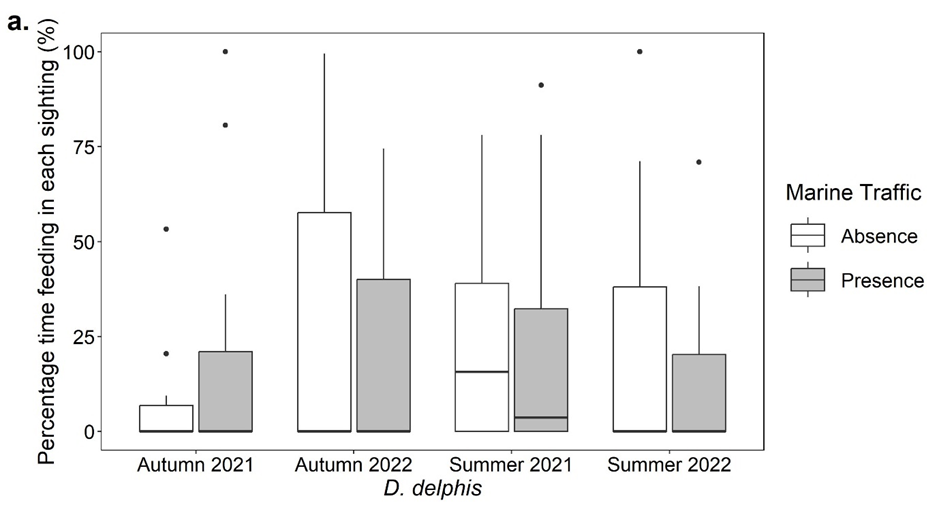 a.
Percentage time feeding in each sighting (%)
100
75
50
25
0
Autumn 2021 Autumn 2022 Summer 2021 Summer 2022
D. delphis
Marine Traffic
Absence
Presence